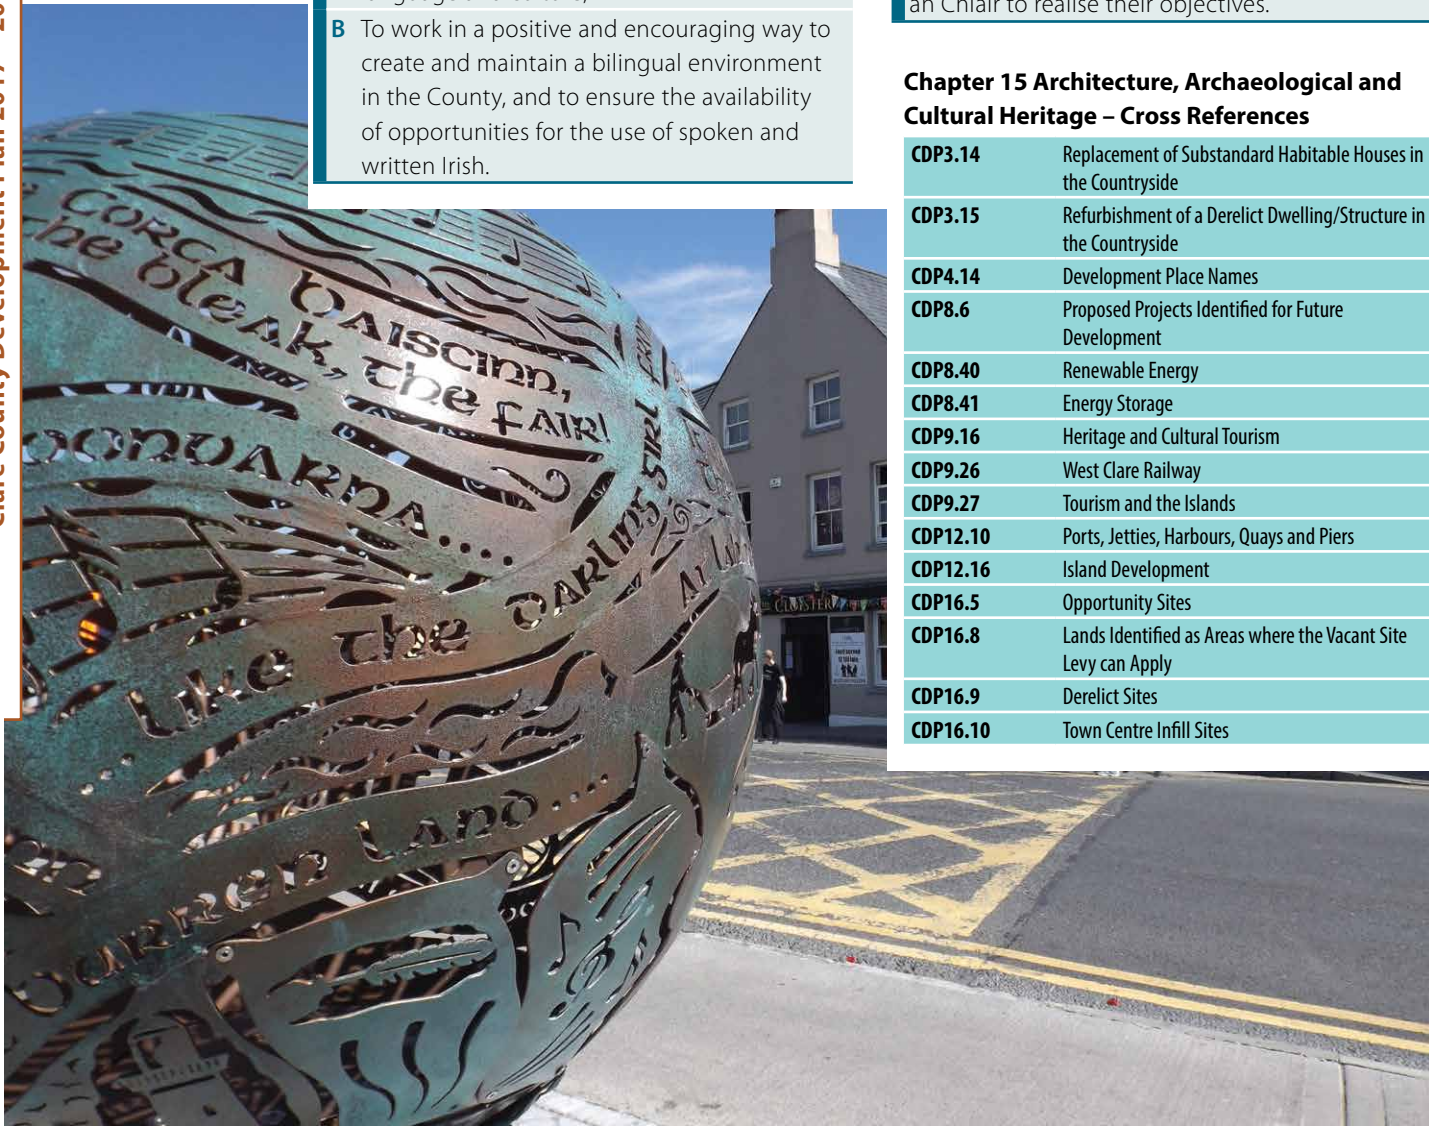 B To work in a positive and encouraging way to
create and maintain a bilingual environment
in the County, and to ensure the availability
of opportunities for the use of spoken and
written Irish.
an Chláir to realise their objectives.
Chapter 15 Architecture, Archaeological and
Cultural Heritage – Cross References
CDP3.14 Replacement of Substandard Habitable Houses in
the Countryside
CDP3.15 Refurbishment of a Derelict Dwelling/Structure in
the Countryside
CDP4.14 Development Place Names
CDP8.6 Proposed Projects Identified for Future
Development
CDP8.40 Renewable Energy
CDP8.41 Energy Storage
CDP9.16 Heritage and Cultural Tourism
CDP9.26 West Clare Railway
CDP9.27 Tourism and the Islands
CDP12.10 Ports, Jetties, Harbours, Quays and Piers
CDP12.16 Island Development
CDP16.5 Opportunity Sites
CDP16.8 Lands Identified as Areas where the Vacant Site
Levy can Apply
CDP16.9 Derelict Sites
CDP16.10 Town Centre Infill Sites
Clare County Development Plan 2017
CORCA BAISCINN,
the bleak, the FAIR!
MOONVARNA....
Like the DARLING GIRL
BURREN LAND....
CLOISTER